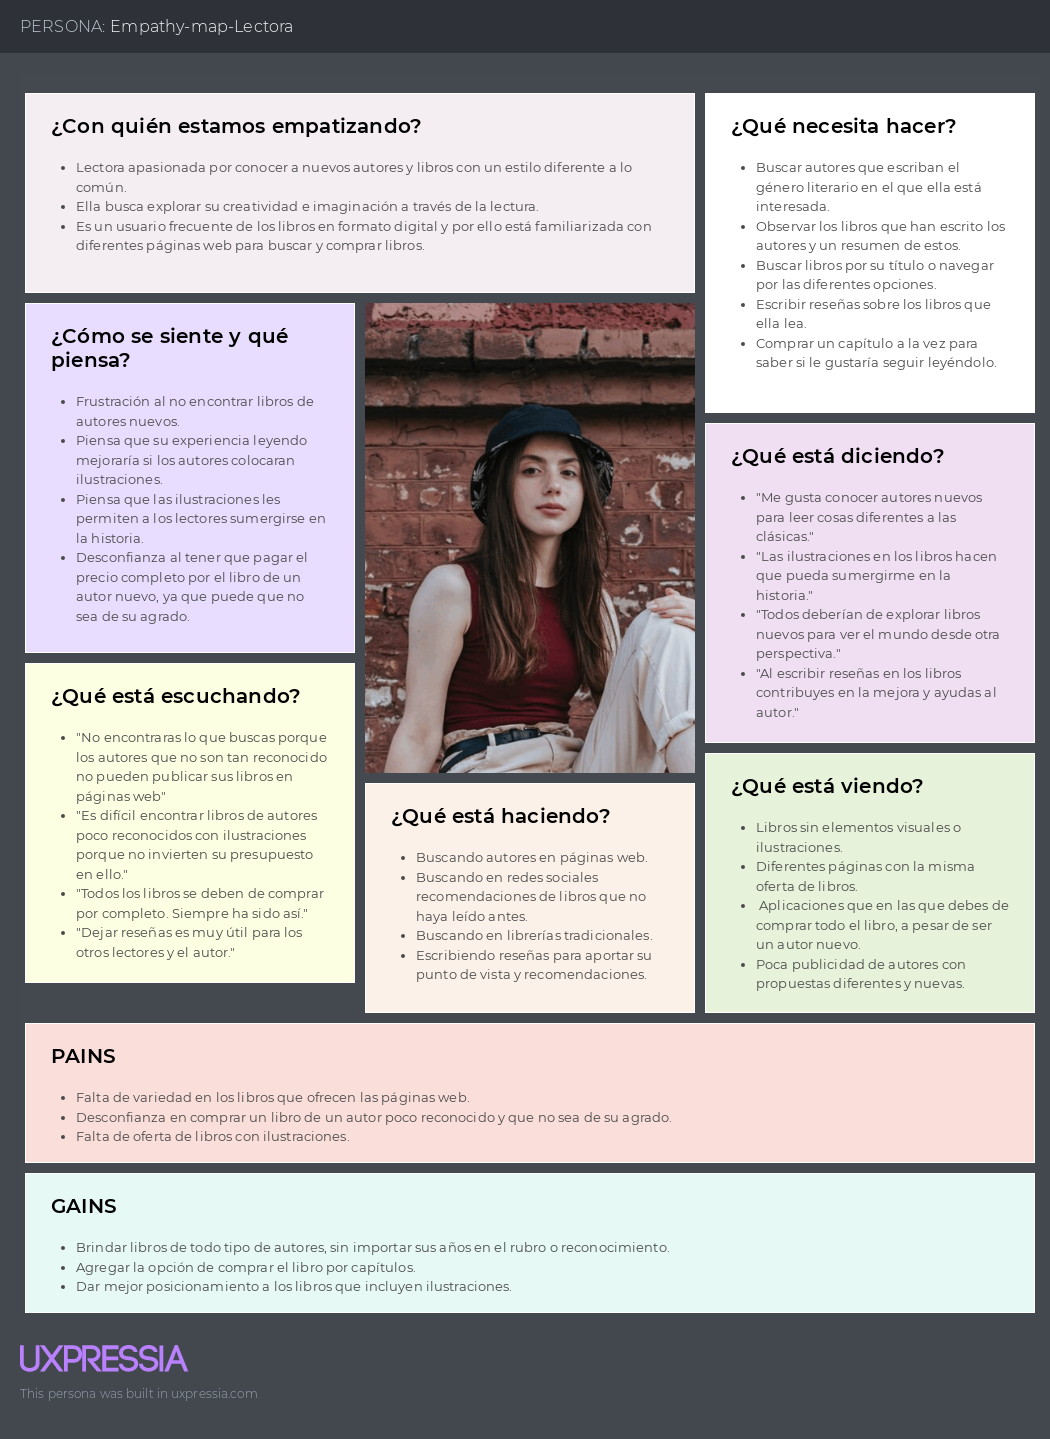 PERSONA: Empathy-map-Lectora
¿Con quién estamos empatizando?
Lectora apasionada por conocer a nuevos autores y libros con un estilo diferente a lo
común.
Ella busca explorar su creatividad e imaginación a través de la lectura.
Es un usuario frecuente de los libros en formato digital y por ello está familiarizada con
diferentes páginas web para buscar y comprar libros.
¿Qué necesita hacer?
Buscar autores que escriban el
género literario en el que ella está
interesada.
Observar los libros que han escrito los
autores y un resumen de estos.
Buscar libros por su título o navegar
por las diferentes opciones.
Escribir reseñas sobre los libros que
ella lea.
Comprar un capítulo a la vez para
saber si le gustaría seguir leyéndolo.
¿Cómo se siente y qué
piensa?
Frustración al no encontrar libros de
autores nuevos.
Piensa que su experiencia leyendo
mejoraría si los autores colocaran
ilustraciones.
Piensa que las ilustraciones les
permiten a los lectores sumergirse en
la historia.
Desconfianza al tener que pagar el
precio completo por el libro de un
autor nuevo, ya que puede que no
sea de su agrado.
¿Qué está diciendo?
"Me gusta conocer autores nuevos
para leer cosas diferentes a las
clásicas."
"Las ilustraciones en los libros hacen
que pueda sumergirme en la
historia."
"Todos deberían de explorar libros
nuevos para ver el mundo desde otra
perspectiva."
"Al escribir reseñas en los libros
contribuyes en la mejora y ayudas al
autor."
¿Qué está escuchando?
"No encontraras lo que buscas porque
los autores que no son tan reconocido
no pueden publicar sus libros en
páginas web"
"Es difícil encontrar libros de autores
poco reconocidos con ilustraciones
porque no invierten su presupuesto
en ello."
"Todos los libros se deben de comprar
por completo. Siempre ha sido así."
"Dejar reseñas es muy útil para los
otros lectores y el autor."
¿Qué está haciendo?
Buscando autores en páginas web.
Buscando en redes sociales
recomendaciones de libros que no
haya leído antes.
Buscando en librerías tradicionales.
Escribiendo reseñas para aportar su
punto de vista y recomendaciones.
¿Qué está viendo?
Libros sin elementos visuales o
ilustraciones.
Diferentes páginas con la misma
oferta de libros.
Aplicaciones que en las que debes de
comprar todo el libro, a pesar de ser
un autor nuevo.
Poca publicidad de autores con
propuestas diferentes y nuevas.
PAINS
Falta de variedad en los libros que ofrecen las páginas web.
Desconfianza en comprar un libro de un autor poco reconocido y que no sea de su agrado.
Falta de oferta de libros con ilustraciones.
GAINS
Brindar libros de todo tipo de autores, sin importar sus años en el rubro o reconocimiento.
Agregar la opción de comprar el libro por capítulos.
Dar mejor posicionamiento a los libros que incluyen ilustraciones.
UXPRESSIA
This persona was built in uxpressia.com